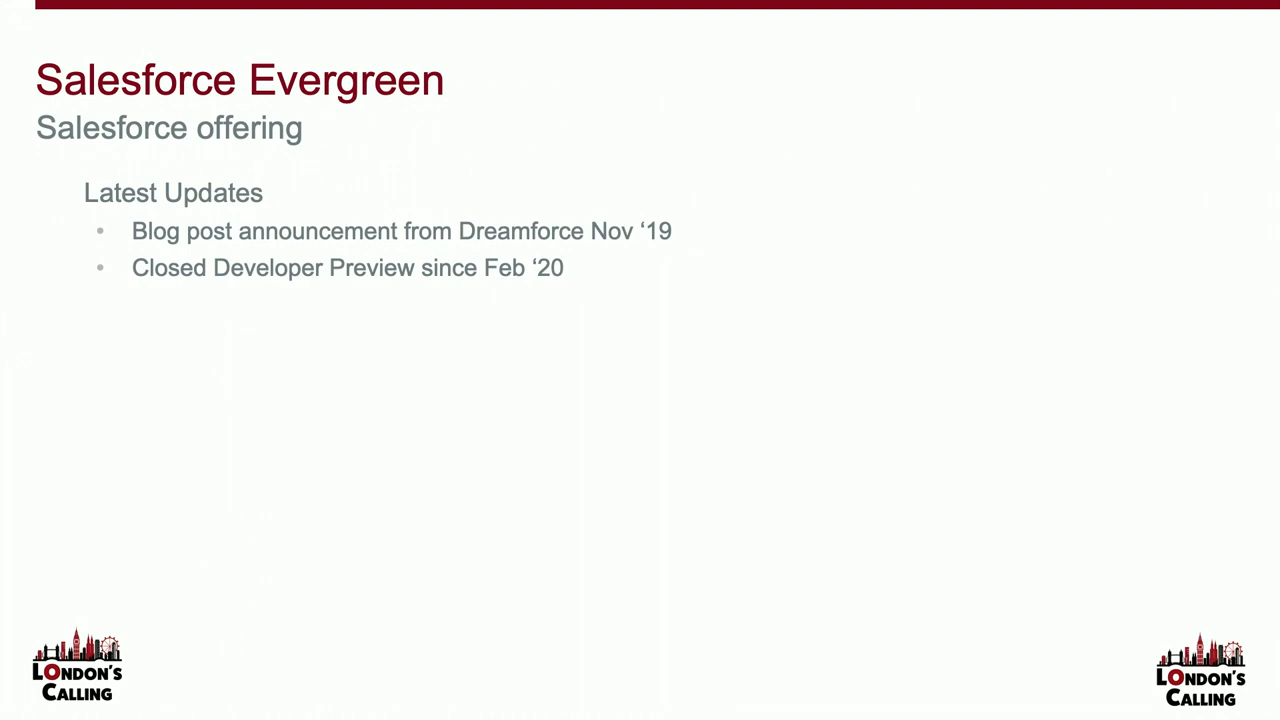 Salesforce Evergreen
Salesforce offering
Latest Updates
• Blog post announcement from Dreamforce Nov ‘19
• Closed Developer Preview since Feb ‘20
LONDON'S
CALLING
LONDON'S
CALLING